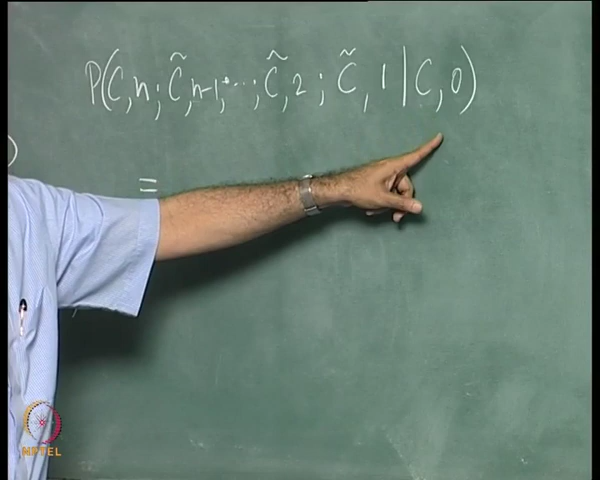 P(C, n; C̃, n-1, ...; C̃, 2; C̃, 1 | C, 0)
=
)
NPTEL